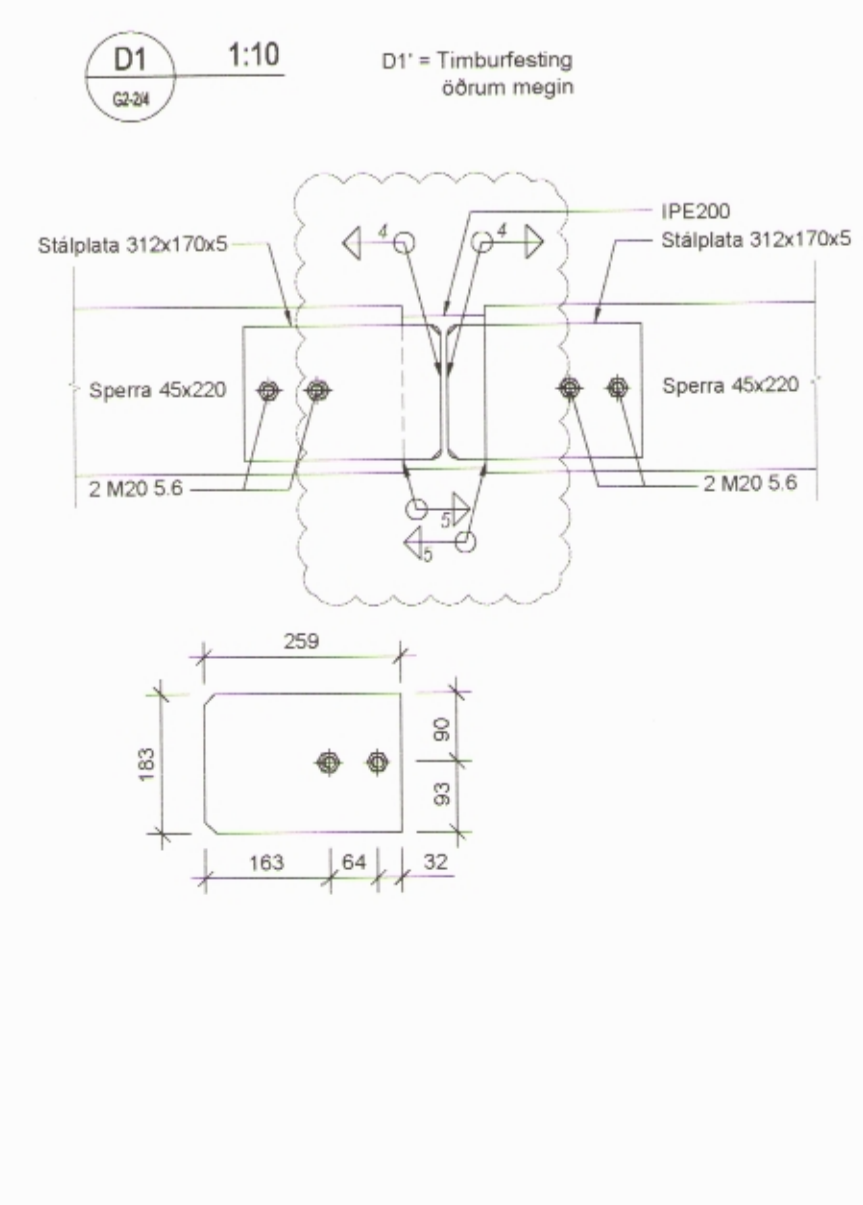 D1
G2-2/4
1:10
D1' = Timburfesting
öðrum megin
IPE200
4
4
Stálplata 312x170x5
Stálplata 312x170x5
Sperra 45x220
Sperra 45x220
2 M20 5.6
2 M20 5.6
5
5
259
183
90
93
163
64
32